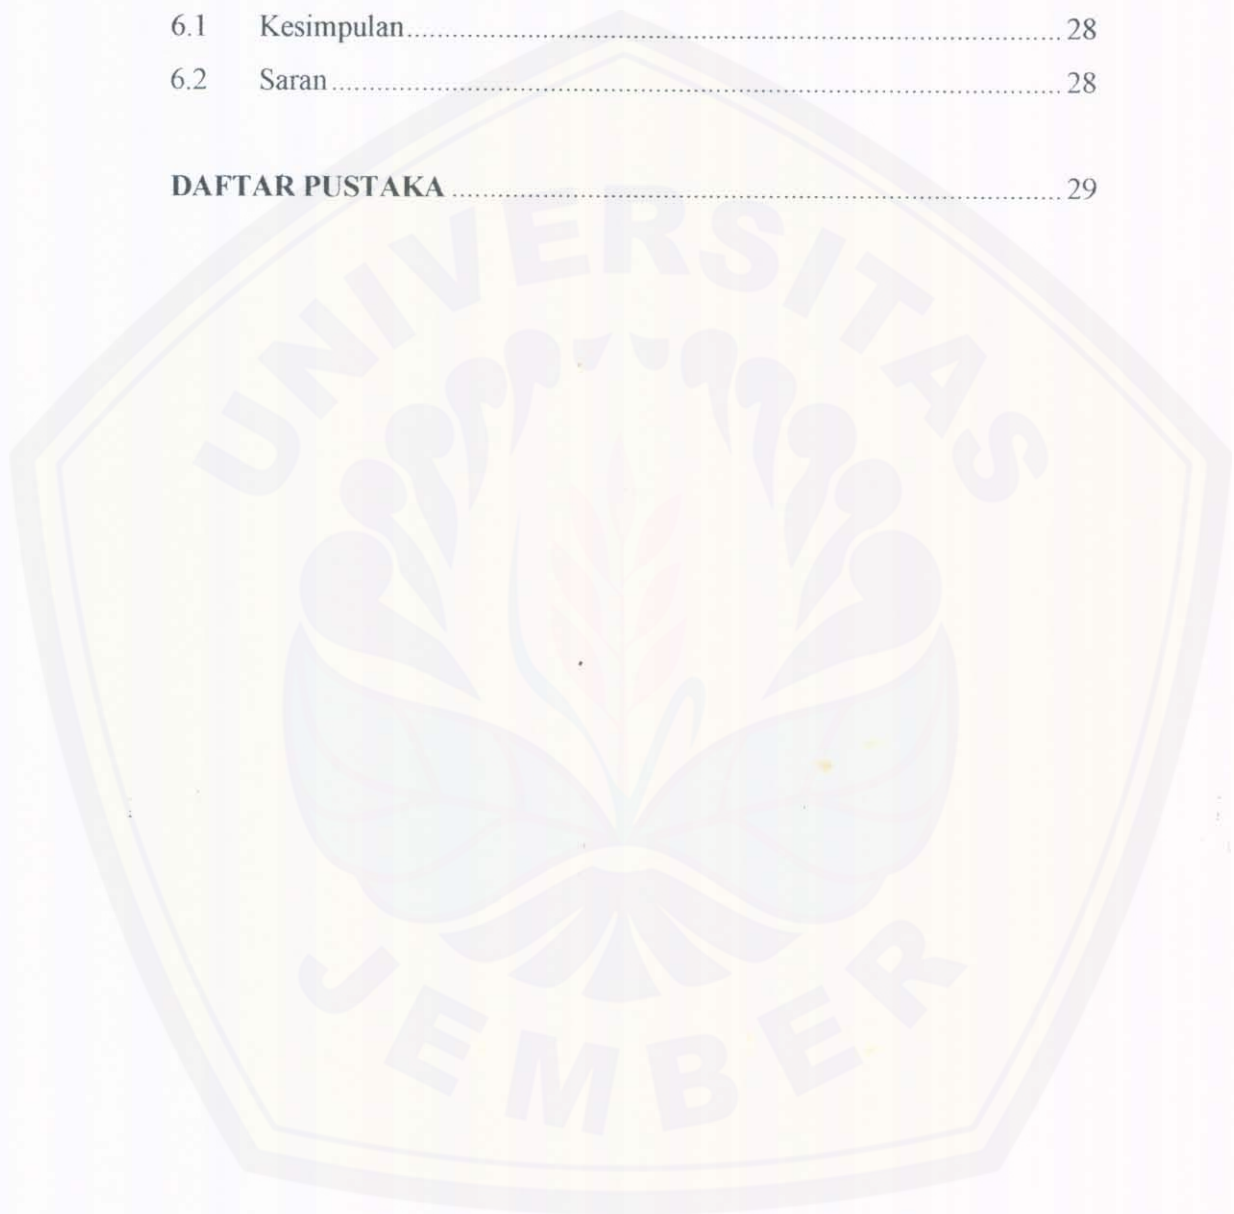 6.1 Kesimpulan........................................................................................ 28
6.2 Saran.................................................................................................. 28
DAFTAR PUSTAKA.................................................................................. 29
UNIVERSITAS
JEMBER